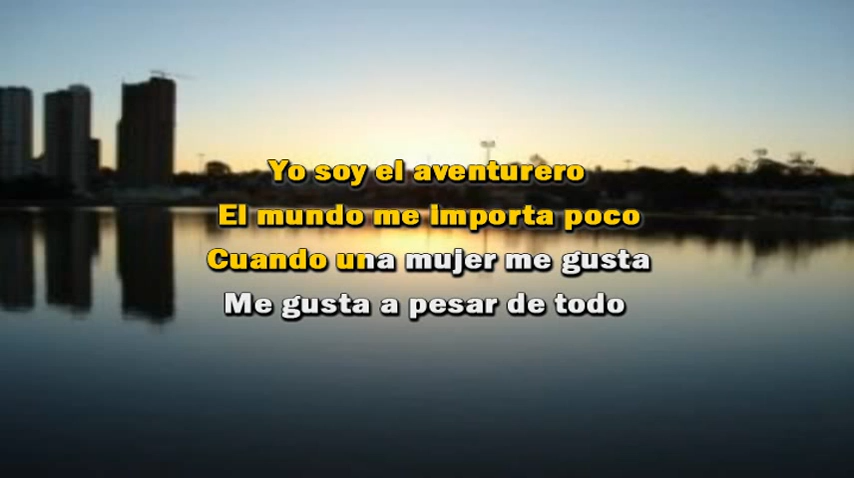 Yo soy el aventurero
El mundo me Importa poco
Cuando una mujer me gusta
Me gusta a pesar de todo